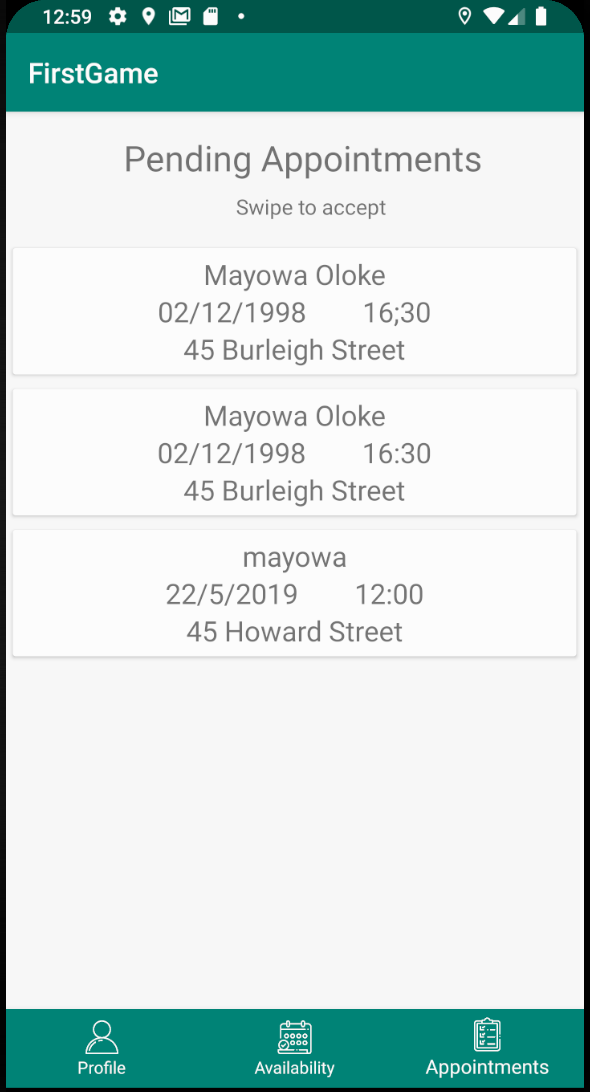 12:59
FirstGame
Pending Appointments
Swipe to accept
Mayowa Oloke
02/12/1998 16;30
45 Burleigh Street
Mayowa Oloke
02/12/1998 16:30
45 Burleigh Street
mayowa
22/5/2019 12:00
45 Howard Street
Profile Availability Appointments